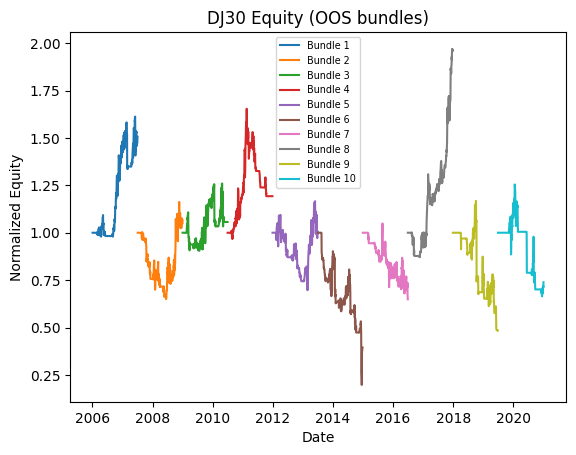 DJ30 Equity (OOS bundles)
Normalized Equity
2.00
1.75
1.50
1.25
1.00
0.75
0.50
0.25
Bundle 1
Bundle 2
Bundle 3
Bundle 4
Bundle 5
Bundle 6
Bundle 7
Bundle 8
Bundle 9
Bundle 10
2006 2008 2010 2012 2014 2016 2018 2020
Date